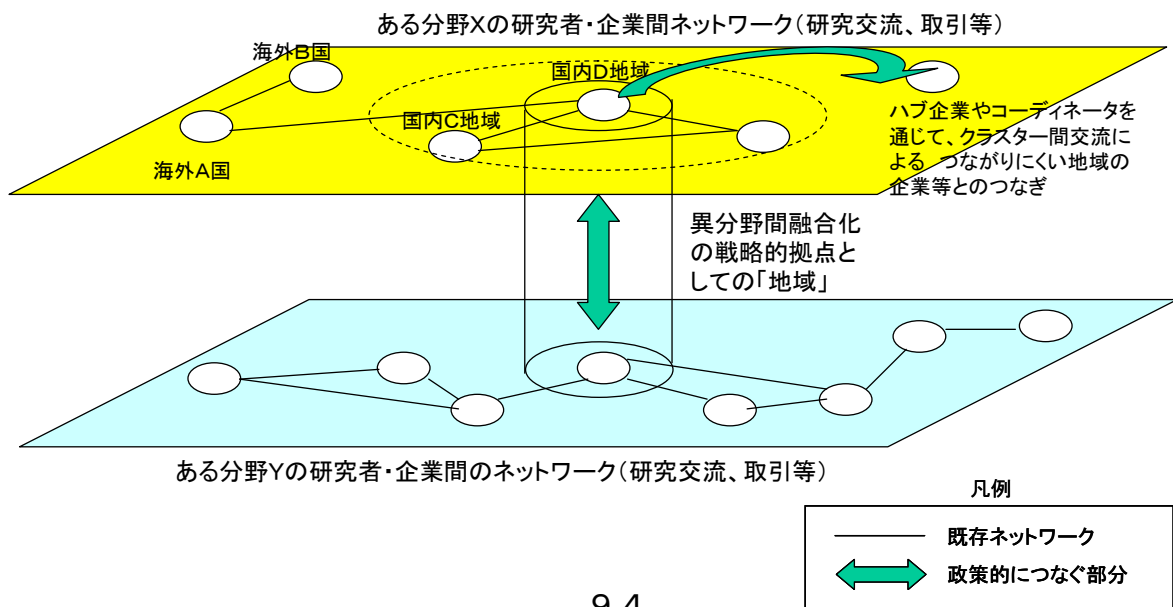 ある分野Xの研究者・企業間ネットワーク（研究交流、取引等）
海外B国
国内D地域
国内C地域
海外A国
ハブ企業やコーディネータを
通じて、クラスター間交流に
よる つながりにくい地域の
企業等とのつなぎ
異分野間融合化
の戦略的拠点と
しての「地域」
ある分野Yの研究者・企業間のネットワーク（研究交流、取引等）
凡例
既存ネットワーク
政策的につなぐ部分
94